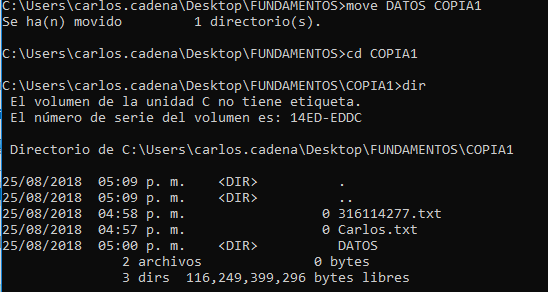 C:\Users\carlos.cadena\Desktop\FUNDAMENTOS>move DATOS COPIA1
Se ha(n) movido         1 directorio(s).
C:\Users\carlos.cadena\Desktop\FUNDAMENTOS>cd COPIA1
C:\Users\carlos.cadena\Desktop\FUNDAMENTOS\COPIA1>dir
 El volumen de la unidad C no tiene etiqueta.
 El número de serie del volumen es: 14ED-EDDC
 Directorio de C:\Users\carlos.cadena\Desktop\FUNDAMENTOS\COPIA1
25/08/2018  05:09 p. m.    <DIR>          .
25/08/2018  05:09 p. m.    <DIR>          ..
25/08/2018  04:58 p. m.                 0 316114277.txt
25/08/2018  04:57 p. m.                 0 Carlos.txt
25/08/2018  05:00 p. m.    <DIR>          DATOS
               2 archivos              0 bytes
               3 dirs  116,249,399,296 bytes libres